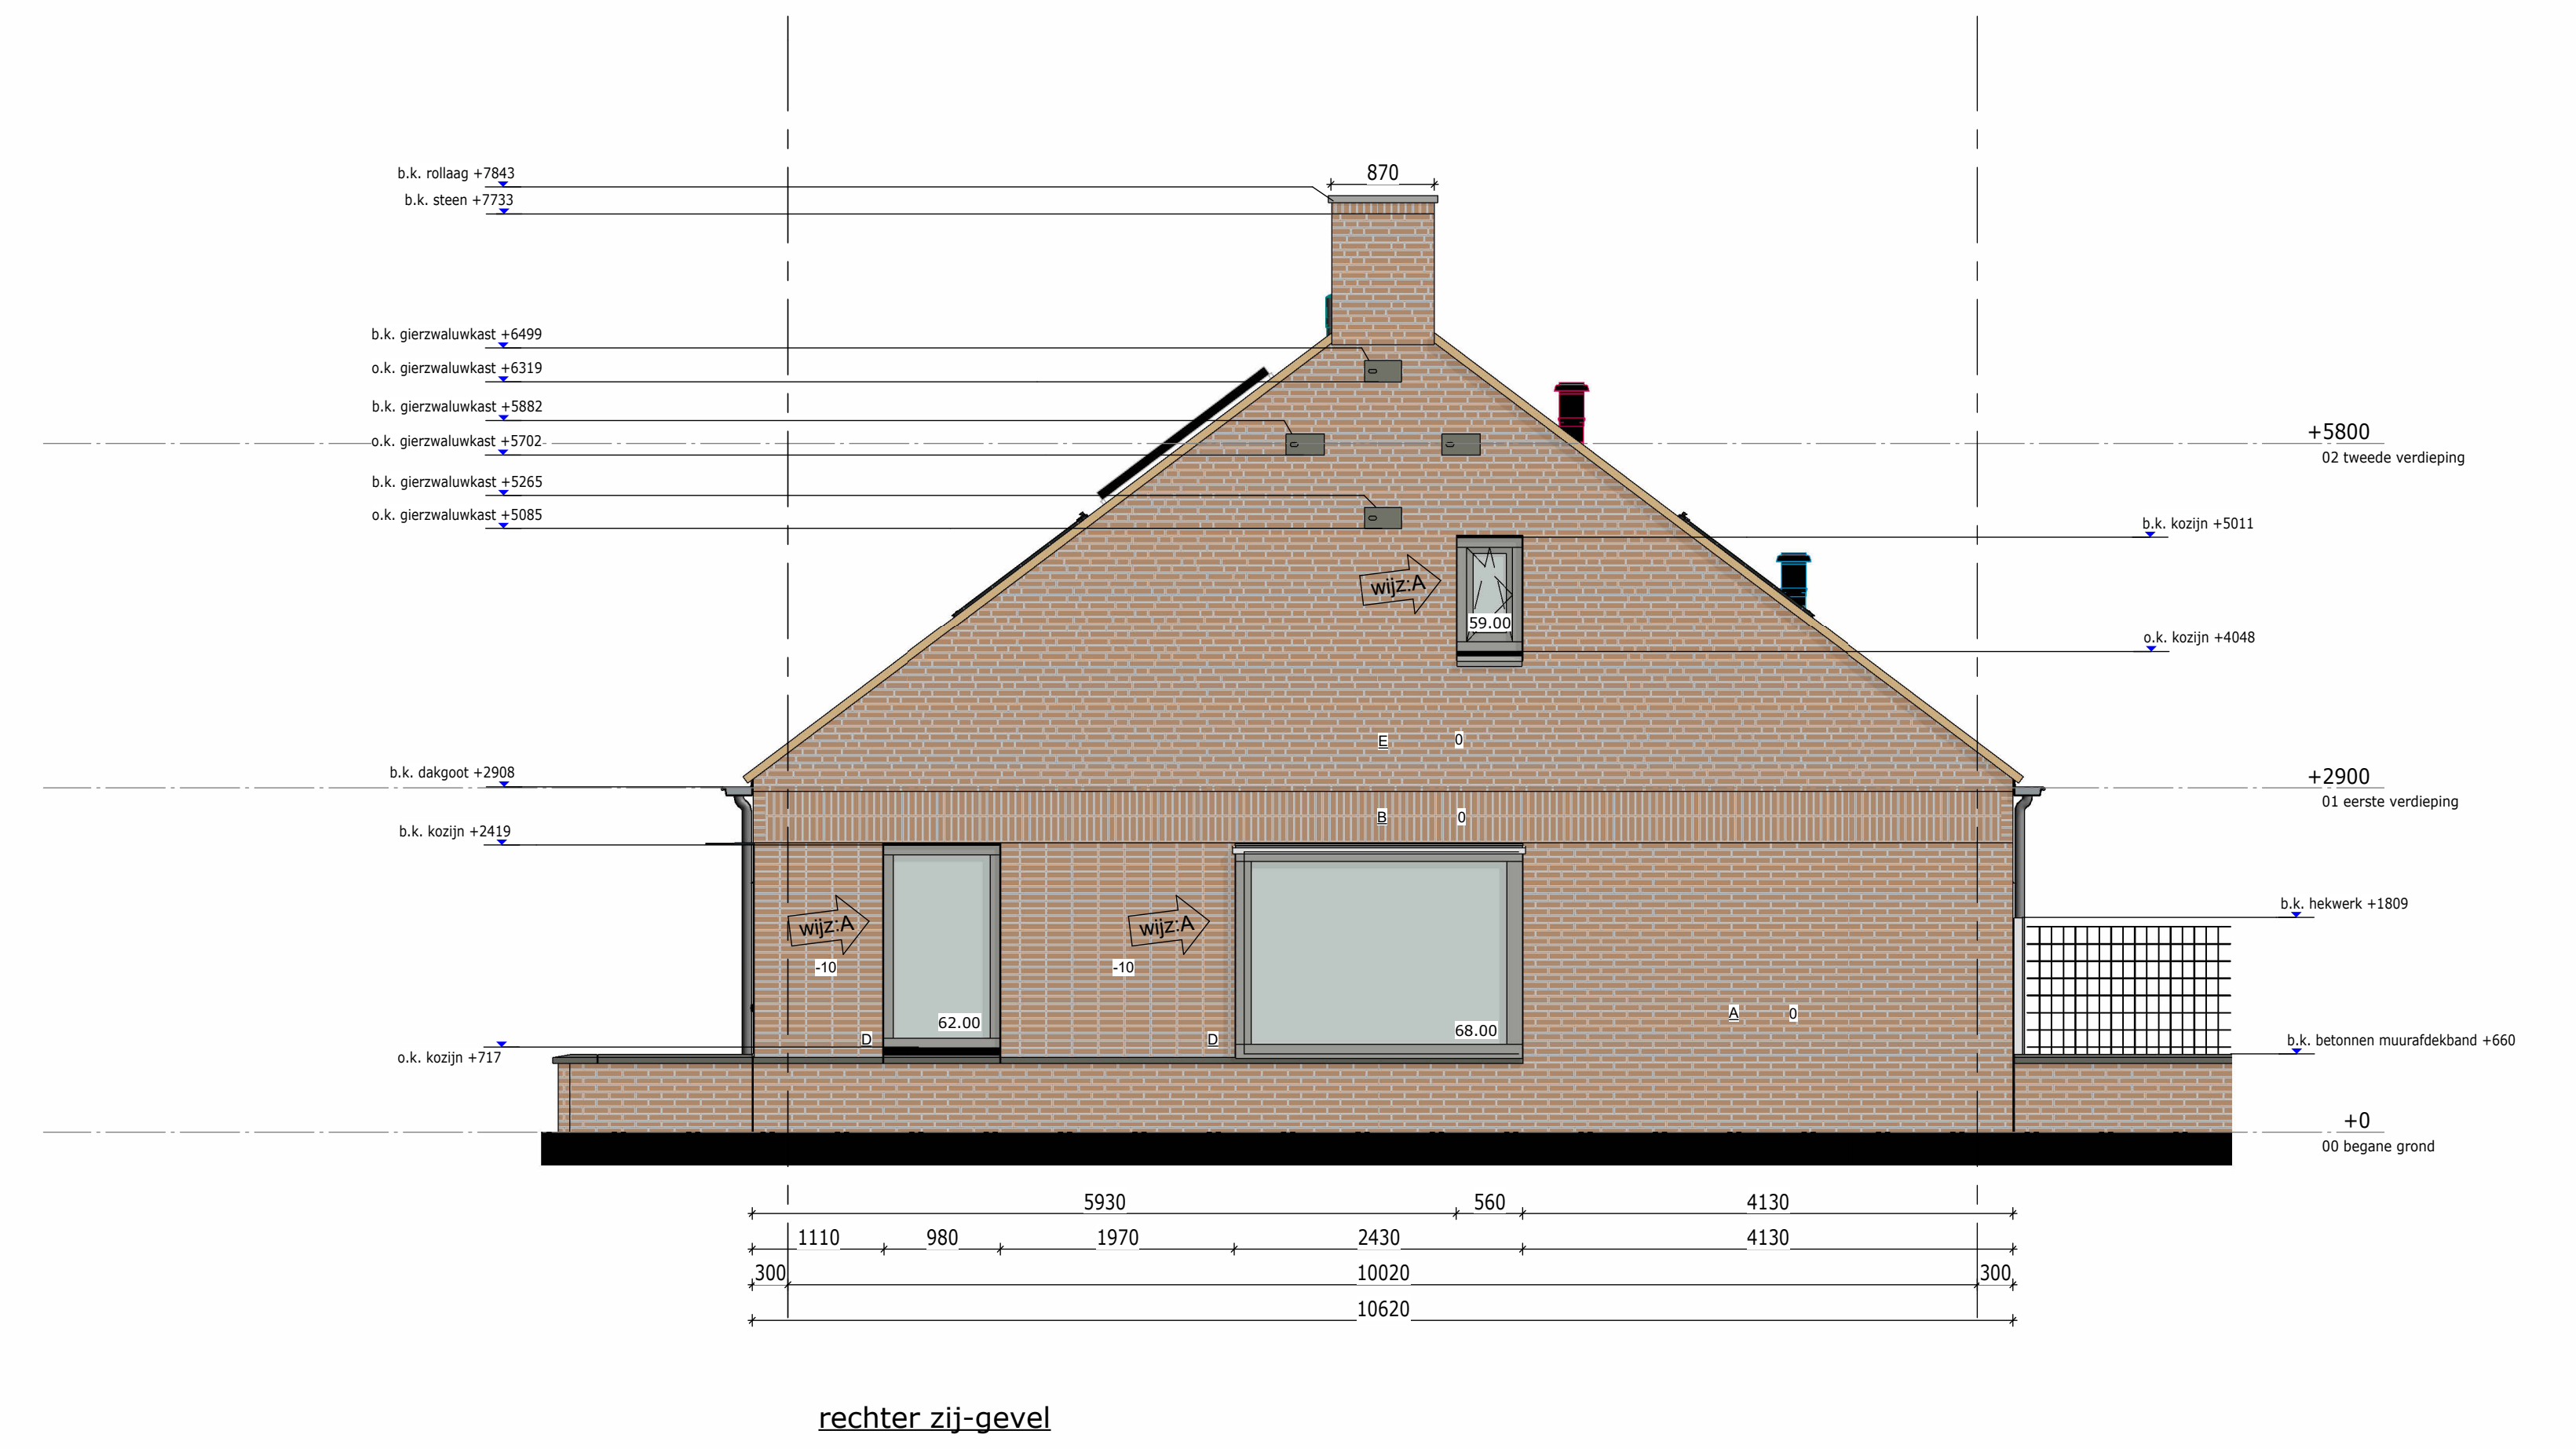 870
b.k. rollaag +7843
b.k. steen +7733
b.k. gierzwaluwkast +6499
o.k. gierzwaluwkast +6319
b.k. gierzwaluwkast +5882
o.k. gierzwaluwkast +5702
b.k. gierzwaluwkast +5265
o.k. gierzwaluwkast +5085
+5800
02 tweede verdieping
b.k. kozijn +5011
wijz:A
59.00
o.k. kozijn +4048
E 0
b.k. dakgoot +2908
+2900
01 eerste verdieping
B 0
b.k. kozijn +2419
b.k. hekwerk +1809
wijz:A
wijz:A
-10
-10
62.00
68.00
A 0
D
D
o.k. kozijn +717
b.k. betonnen muurafdekband +660
+0
00 begane grond
5930 560 4130
1110 980 1970 2430 4130
300 10020 300
10620
rechter zij-gevel